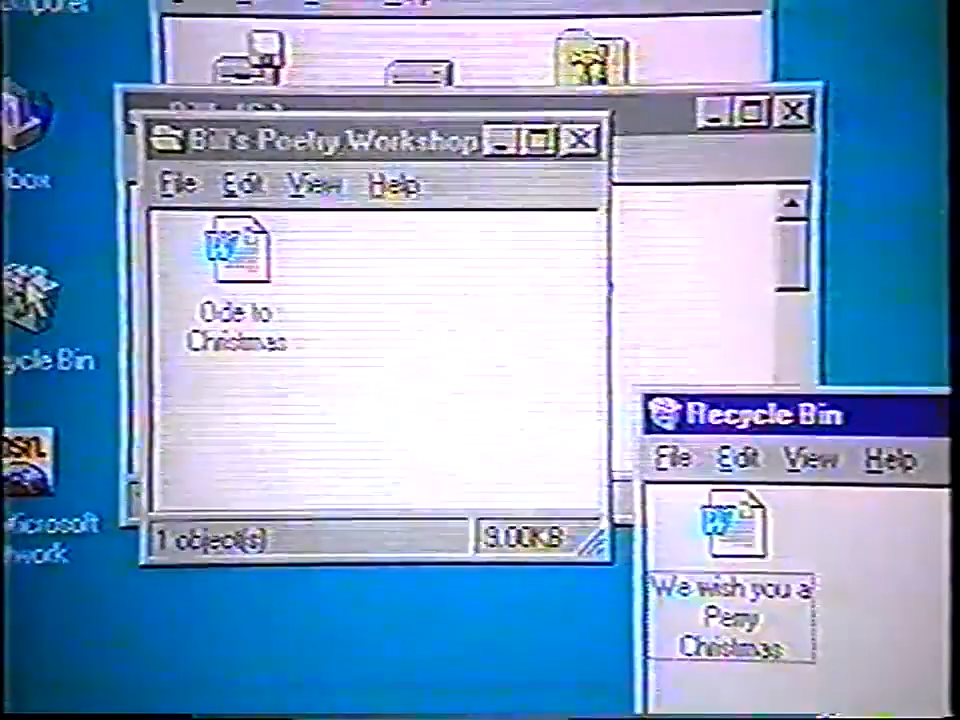 Bill's Poetry Workshop
File Edit View Help
Ode to
Christmas
1 object(s)
9.00KB
Recycle Bin
File Edit View Help
We wish you a
Perry
Christmas
box
ycle Bin
msn
Microsoft
twork